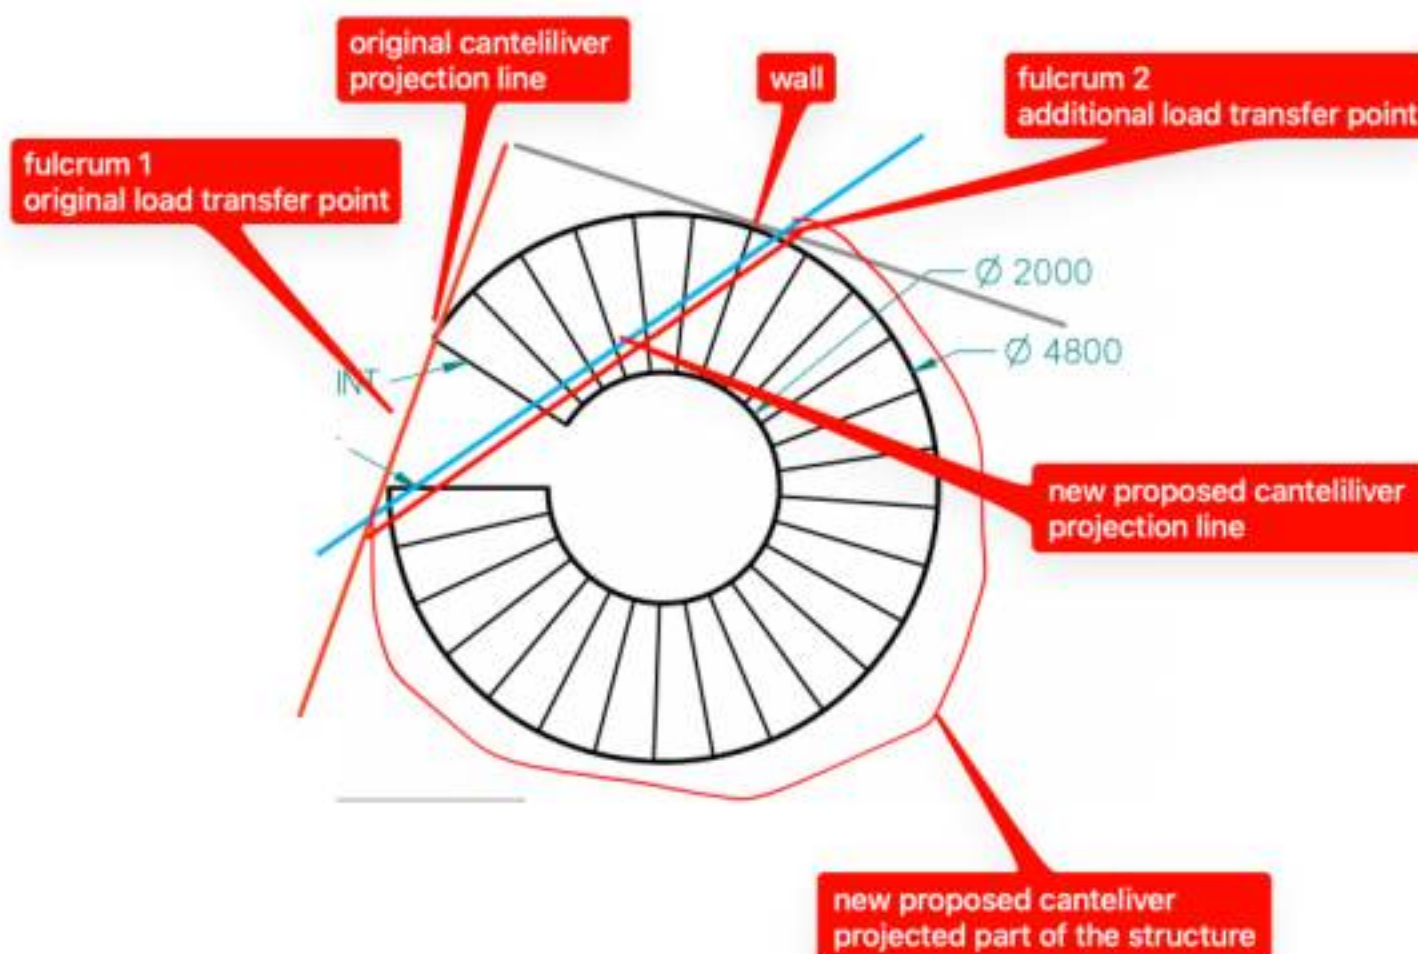 original canteliliver
projection line
wall
fulcrum 2
additional load transfer point
fulcrum 1
original load transfer point
Ø 2000
Ø 4800
INT
new proposed canteliliver
projection line
new proposed canteliver
projected part of the structure